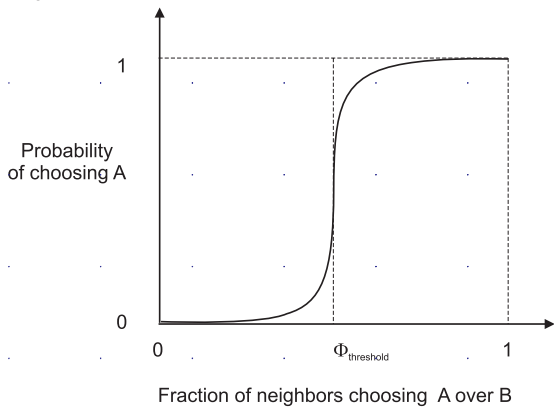 1
Probability
of choosing A
0
0 Φthreshold 1
Fraction of neighbors choosing A over B